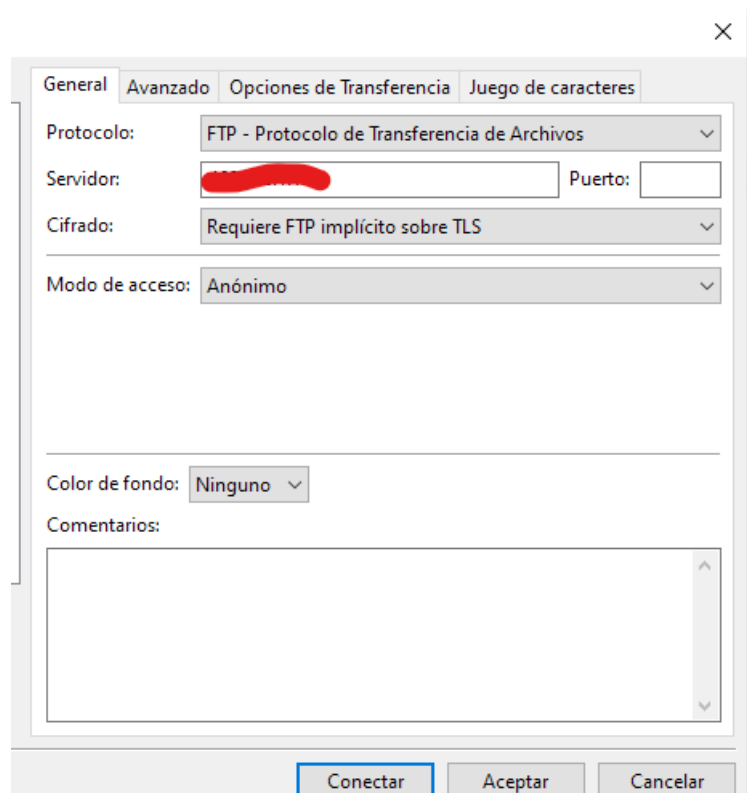 General Avanzado Opciones de Transferencia Juego de caracteres
Protocolo: FTP - Protocolo de Transferencia de Archivos
Servidor: Puerto:
Cifrado: Requiere FTP implícito sobre TLS
Modo de acceso: Anónimo
Color de fondo: Ninguno
Comentarios:
Conectar Aceptar Cancelar